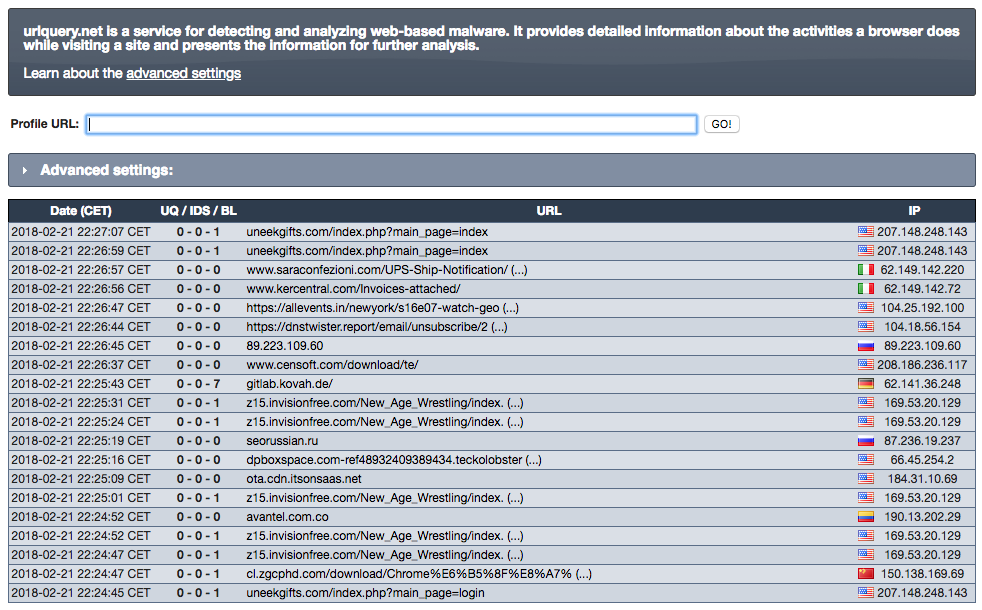 urlquery.net is a service for detecting and analyzing web-based malware. It provides detailed information about the activities a browser does
while visiting a site and presents the information for further analysis.
Learn about the advanced settings
Profile URL: GO!
Advanced settings:
Date (CET) UQ / IDS / BL URL IP
2018-02-21 22:27:07 CET 0 - 0 - 1 uneekgifts.com/index.php?main_page=index 207.148.248.143
2018-02-21 22:26:59 CET 0 - 0 - 1 uneekgifts.com/index.php?main_page=index 207.148.248.143
2018-02-21 22:26:57 CET 0 - 0 - 0 www.saraconfezioni.com/UPS-Ship-Notification/ (...) 62.149.142.220
2018-02-21 22:26:56 CET 0 - 0 - 0 www.kercentral.com/Invoices-attached/ 62.149.142.72
2018-02-21 22:26:47 CET 0 - 0 - 0 https://allevents.in/newyork/s16e07-watch-geo (...) 104.25.192.100
2018-02-21 22:26:44 CET 0 - 0 - 0 https://dnstwister.report/email/unsubscribe/2 (...) 104.18.56.154
2018-02-21 22:26:45 CET 0 - 0 - 0 89.223.109.60 89.223.109.60
2018-02-21 22:26:37 CET 0 - 0 - 0 www.censoft.com/download/te/ 208.186.236.117
2018-02-21 22:25:43 CET 0 - 0 - 7 gitlab.kovah.de/ 62.141.36.248
2018-02-21 22:25:31 CET 0 - 0 - 1 z15.invisionfree.com/New_Age_Wrestling/index. (...) 169.53.20.129
2018-02-21 22:25:24 CET 0 - 0 - 1 z15.invisionfree.com/New_Age_Wrestling/index. (...) 169.53.20.129
2018-02-21 22:25:19 CET 0 - 0 - 0 seorussian.ru 87.236.19.237
2018-02-21 22:25:16 CET 0 - 0 - 0 dpboxspace.com-ref48932409389434.teckolobster (...) 66.45.254.2
2018-02-21 22:25:09 CET 0 - 0 - 0 ota.cdn.itsonsaas.net 184.31.10.69
2018-02-21 22:25:01 CET 0 - 0 - 1 z15.invisionfree.com/New_Age_Wrestling/index. (...) 169.53.20.129
2018-02-21 22:24:52 CET 0 - 0 - 0 avantel.com.co 190.13.202.29
2018-02-21 22:24:52 CET 0 - 0 - 1 z15.invisionfree.com/New_Age_Wrestling/index. (...) 169.53.20.129
2018-02-21 22:24:47 CET 0 - 0 - 1 z15.invisionfree.com/New_Age_Wrestling/index. (...) 169.53.20.129
2018-02-21 22:24:47 CET 0 - 0 - 1 cl.zgcphd.com/download/Chrome%E6%B5%8F%E8%A7% (...) 150.138.169.69
2018-02-21 22:24:45 CET 0 - 0 - 1 uneekgifts.com/index.php?main_page=login 207.148.248.143